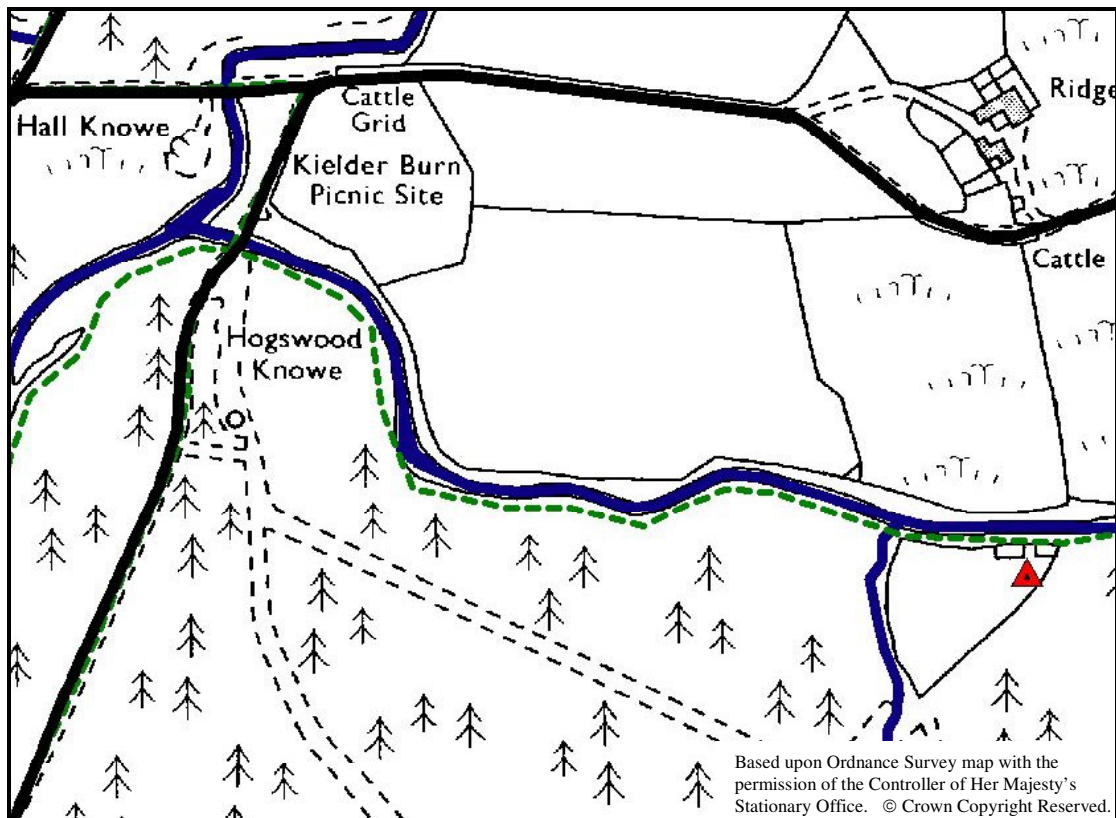 Ridge
Hall Knowe
Cattle
Grid
Kielder Burn
Picnic Site
Cattle
Hogswood
Knowe
Based upon Ordnance Survey map with the
permission of the Controller of Her Majesty’s
Stationary Office. © Crown Copyright Reserved.